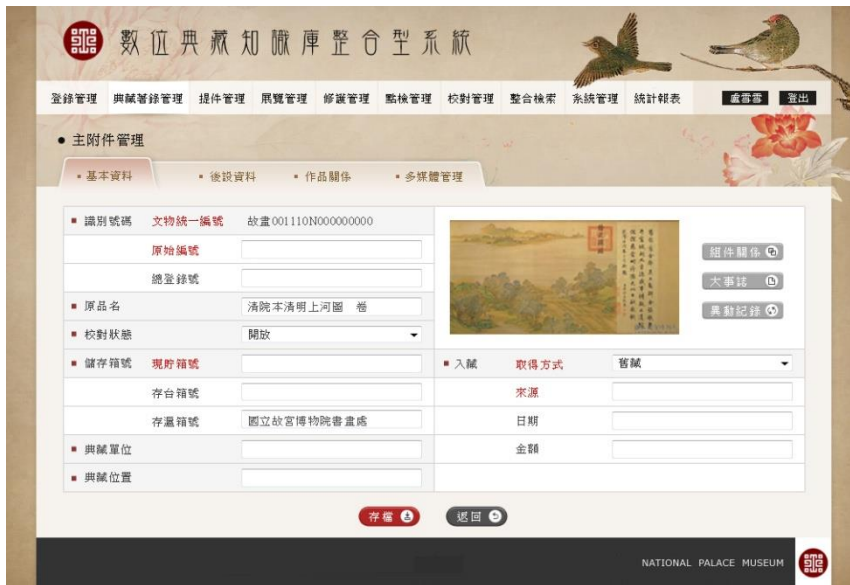 數位典藏知識庫整合型系統
登錄管理 典藏著錄管理 提件管理 展覽管理 修護管理 點檢管理 校對管理 整合檢索 系統管理 統計報表 盧雪雪 登出
主附件管理
基本資料 後設資料 作品關係 多媒體管理
識別號碼 文物統一編號 故畫001110N000000000
原始編號
總登錄號
原品名 清院本清明上河圖 卷
校對狀態 開放
組件關係
大事誌
異動紀錄
儲存箱號 現貯箱號
入藏 取得方式 舊藏
存台箱號
來源
存溫箱號 國立故宮博物院書畫處
日期
典藏單位
金額
典藏位置
存檔 返回
NATIONAL PALACE MUSEUM